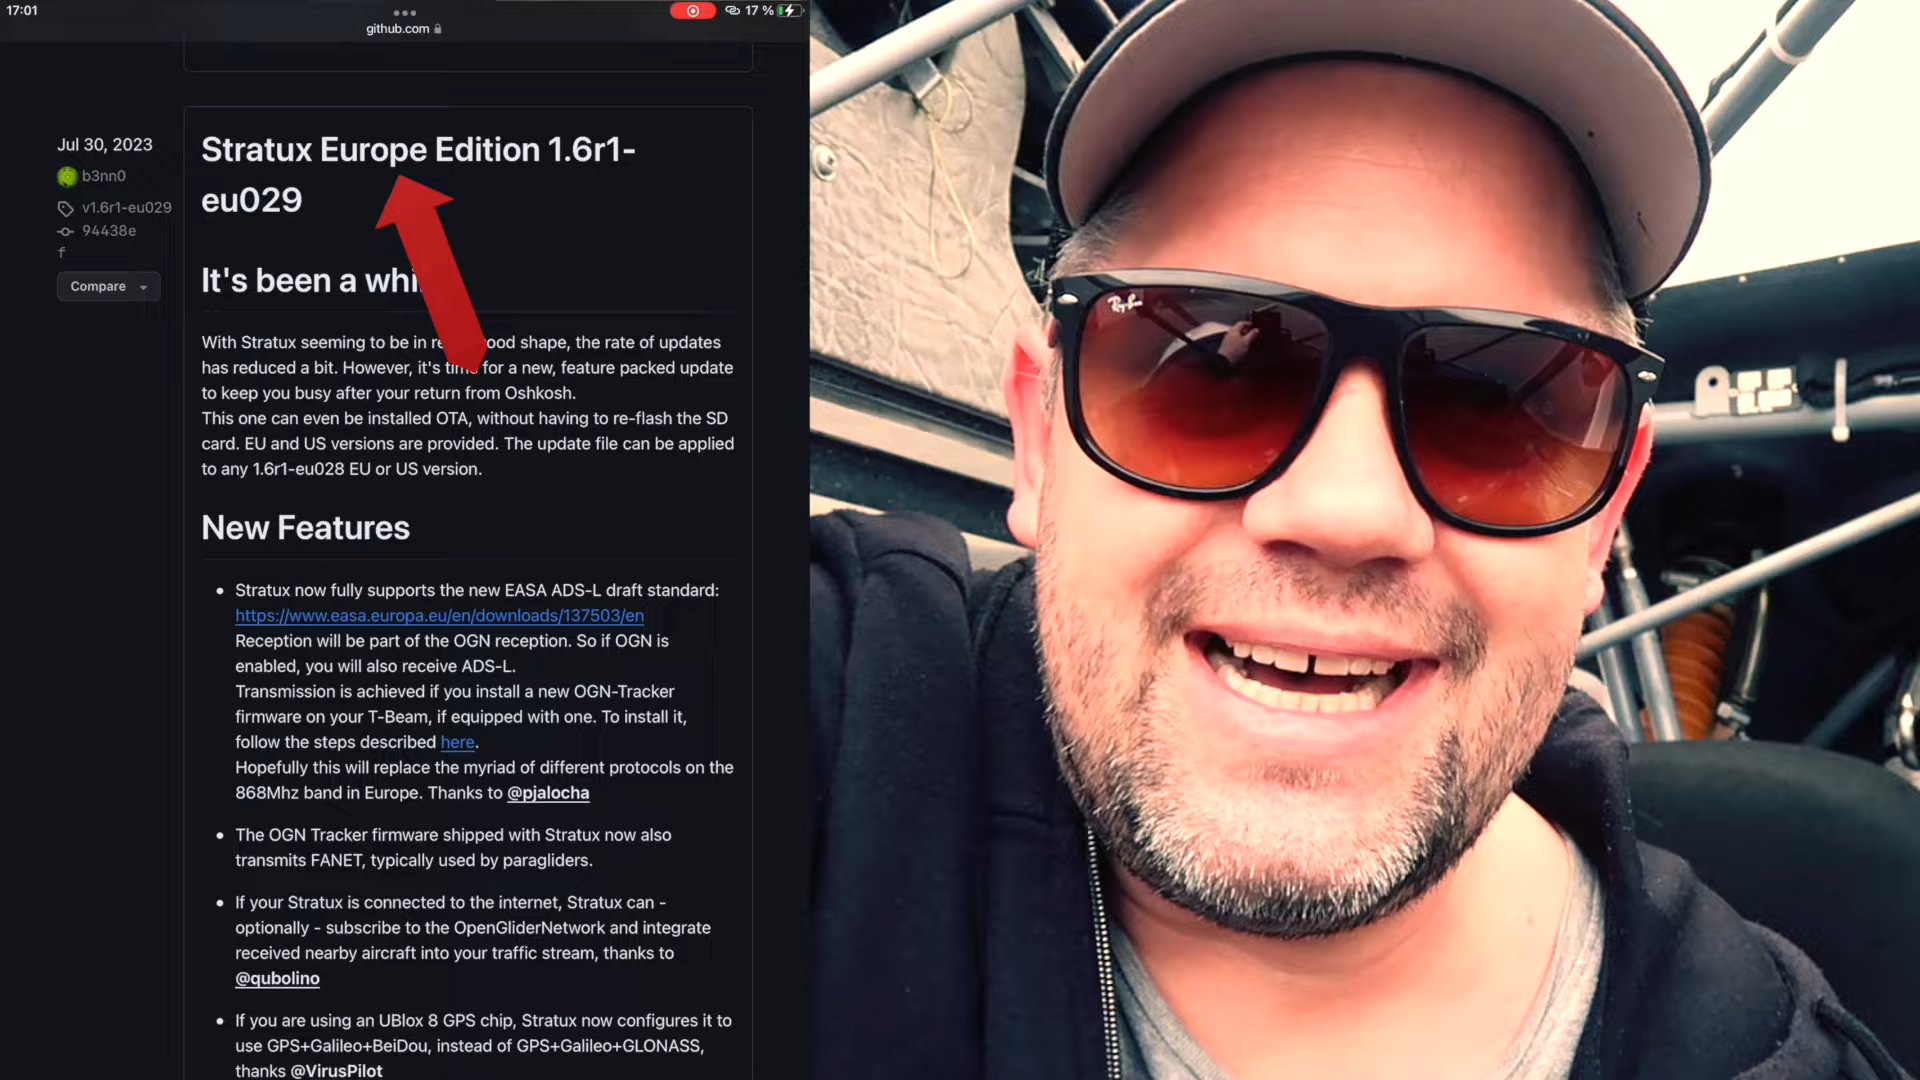 17:01
github.com
17 %
Jul 30, 2023
b3nn0
v1.6r1-eu029
94438e
f
Compare
Stratux Europe Edition 1.6r1-
eu029
It's been a whi
With Stratux seeming to be in re ood shape, the rate of updates
has reduced a bit. However, it's time for a new, feature packed update
to keep you busy after your return from Oshkosh.
This one can even be installed OTA, without having to re-flash the SD
card. EU and US versions are provided. The update file can be applied
to any 1.6r1-eu028 EU or US version.
New Features
Stratux now fully supports the new EASA ADS-L draft standard:
https://www.easa.europa.eu/en/downloads/137503/en
Reception will be part of the OGN reception. So if OGN is
enabled, you will also receive ADS-L.
Transmission is achieved if you install a new OGN-Tracker
firmware on your T-Beam, if equipped with one. To install it,
follow the steps described here.
Hopefully this will replace the myriad of different protocols on the
868Mhz band in Europe. Thanks to @pjalocha
The OGN Tracker firmware shipped with Stratux now also
transmits FANET, typically used by paragliders.
If your Stratux is connected to the internet, Stratux can -
optionally - subscribe to the OpenGliderNetwork and integrate
received nearby aircraft into your traffic stream, thanks to
@qubolino
If you are using an UBlox 8 GPS chip, Stratux now configures it to
use GPS+Galileo+BeiDou, instead of GPS+Galileo+GLONASS,
thanks @VirusPilot
Ray-Ban